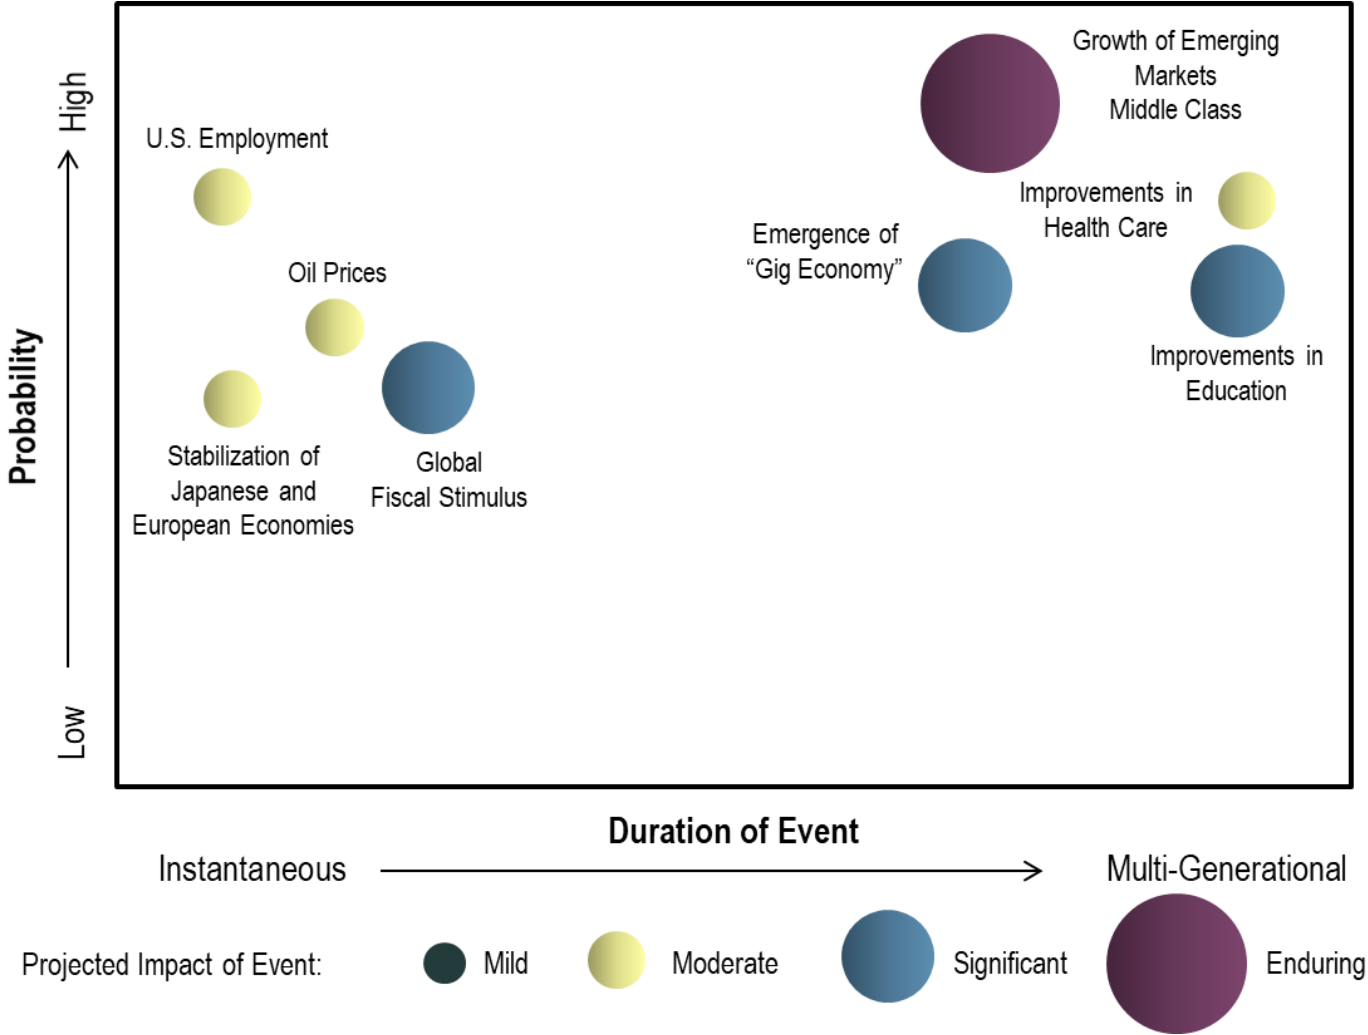 High
Growth of Emerging
Markets
Middle Class
U.S. Employment
Improvements in
Health Care
Emergence of
“Gig Economy”
Oil Prices
Probability
Improvements in
Education
Stabilization of
Japanese and
European Economies
Global
Fiscal Stimulus
Low
Duration of Event
Instantaneous
Multi-Generational
Projected Impact of Event:
Mild
Moderate
Significant
Enduring